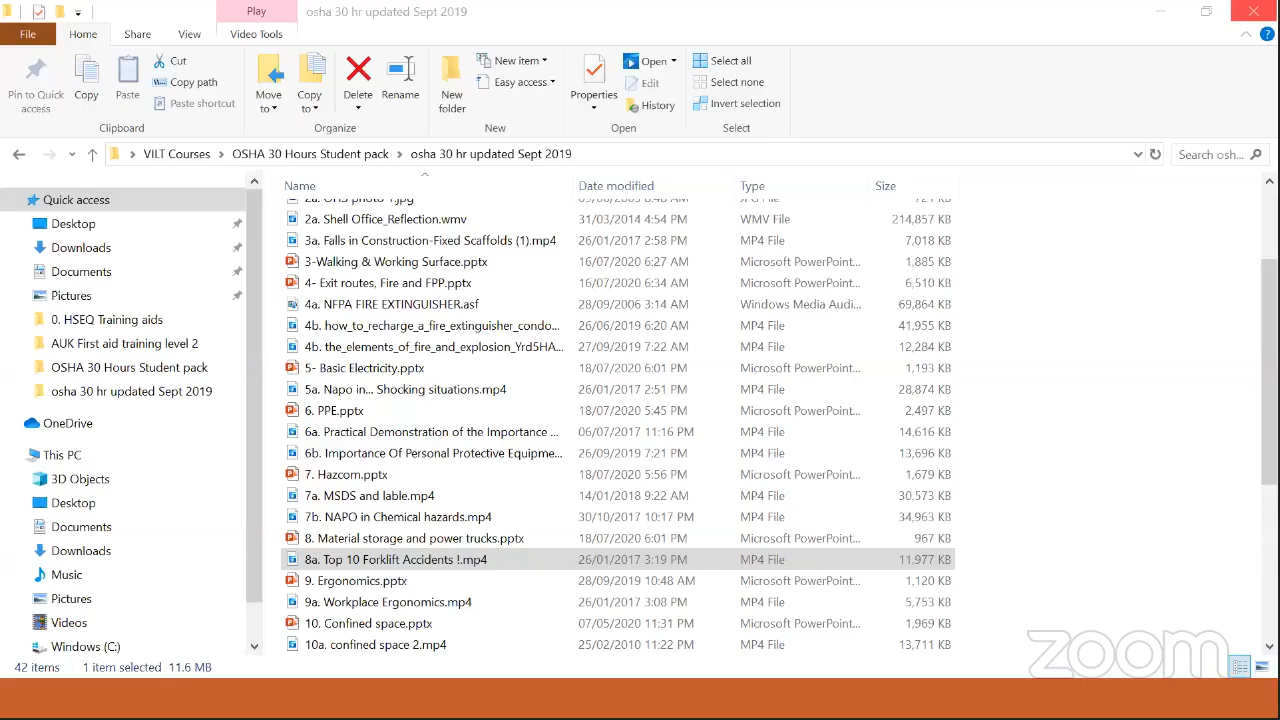 Play osha 30 hr updated Sept 2019
File Home Share View Video Tools
Pin to Quick access
Copy
Paste
Cut
Copy path
Paste shortcut
Clipboard
Move to
Copy to
Delete
Rename
Organize
New folder
New item
Easy access
New
Properties
Open
Edit
History
Open
Select all
Select none
Invert selection
Select
VILT Courses > OSHA 30 Hours Student pack > osha 30 hr updated Sept 2019
Search osh...
Quick access
Desktop
Downloads
Documents
Pictures
0. HSEQ Training aids
AUK First aid training level 2
OSHA 30 Hours Student pack
osha 30 hr updated Sept 2019
OneDrive
This PC
3D Objects
Desktop
Documents
Downloads
Music
Pictures
Videos
Windows (C:)
Name Date modified Type Size
2a. Shell Office_Reflection.wmv 31/03/2014 4:54 PM WMV File 214,857 KB
3a. Falls in Construction-Fixed Scaffolds (1).mp4 26/01/2017 2:58 PM MP4 File 7,018 KB
3-Walking & Working Surface.pptx 16/07/2020 6:27 AM Microsoft PowerPoint... 1,885 KB
4- Exit routes, Fire and FPP.pptx 16/07/2020 6:34 AM Microsoft PowerPoint... 6,510 KB
4a. NFPA FIRE EXTINGUISHER.asf 28/09/2006 3:14 AM Windows Media Audi... 69,864 KB
4b. how_to_recharge_a_fire_extinguisher_condo... 26/06/2019 6:20 AM MP4 File 41,955 KB
4b. the_elements_of_fire_and_explosion_Yrd5HA... 27/09/2019 7:22 AM MP4 File 12,284 KB
5- Basic Electricity.pptx 18/07/2020 6:01 PM Microsoft PowerPoint... 1,193 KB
5a. Napo in... Shocking situations.mp4 26/01/2017 2:51 PM MP4 File 28,874 KB
6. PPE.pptx 18/07/2020 5:45 PM Microsoft PowerPoint... 2,497 KB
6a. Practical Demonstration of the Importance ... 06/07/2017 11:16 PM MP4 File 14,616 KB
6b. Importance Of Personal Protective Equipme... 26/09/2019 7:21 PM MP4 File 13,696 KB
7. Hazcom.pptx 18/07/2020 5:56 PM Microsoft PowerPoint... 1,679 KB
7a. MSDS and lable.mp4 14/01/2018 9:22 AM MP4 File 30,573 KB
7b. NAPO in Chemical hazards.mp4 30/10/2017 10:17 PM MP4 File 34,963 KB
8. Material storage and power trucks.pptx 18/07/2020 6:01 PM Microsoft PowerPoint... 967 KB
8a. Top 10 Forklift Accidents !.mp4 26/01/2017 3:19 PM MP4 File 11,977 KB
9. Ergonomics.pptx 28/09/2019 10:48 AM Microsoft PowerPoint... 1,120 KB
9a. Workplace Ergonomics.mp4 26/01/2017 3:08 PM MP4 File 5,753 KB
10. Confined space.pptx 07/05/2020 11:31 PM Microsoft PowerPoint... 1,969 KB
10a. confined space 2.mp4 25/02/2010 11:22 PM MP4 File 13,711 KB
42 items 1 item selected 11.6 MB
zoom